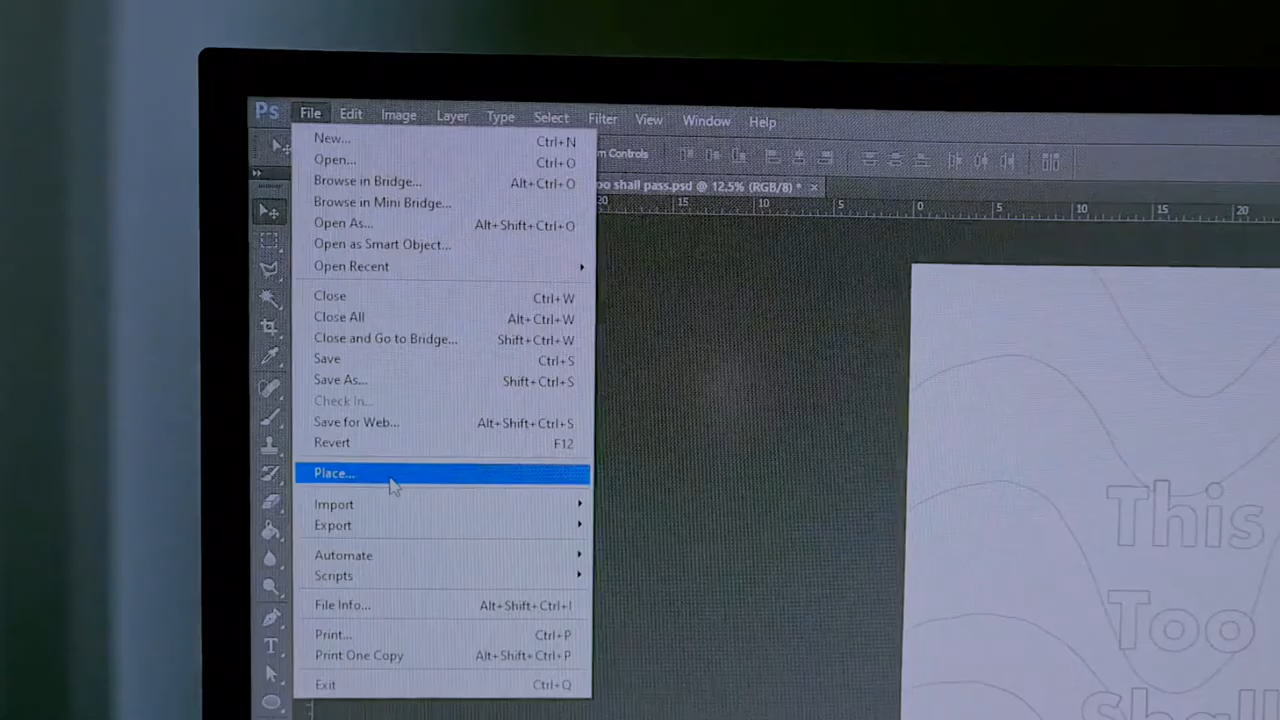 Ps File Edit Image Layer Type Select Filter View Window Help
New... Ctrl+N
Open... Ctrl+O
Controls
Browse in Bridge... Alt+Ctrl+O
oo shall pass.psd @ 12.5% (RGB/8) * ×
Browse in Mini Bridge...
20 15 10 5 0 5 10 15 20
Open As... Alt+Shift+Ctrl+O
Open as Smart Object...
Open Recent
Close Ctrl+W
Close All Alt+Ctrl+W
Close and Go to Bridge... Shift+Ctrl+W
Save Ctrl+S
Save As... Shift+Ctrl+S
Check In...
Save for Web... Alt+Shift+Ctrl+S
Revert F12
Place...
Import
Export
Automate
Scripts
File Info... Alt+Shift+Ctrl+I
Print... Ctrl+P
Print One Copy Alt+Shift+Ctrl+P
Exit Ctrl+Q
This
Too
Shall